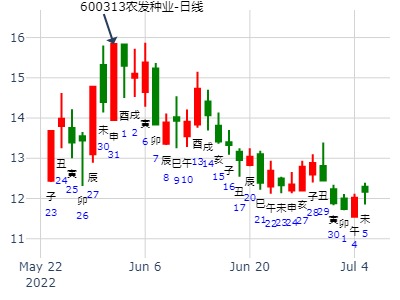 600313农发种业-日线
16
15
14
13
12
11
子
23
丑
24
寅
25
卯
26
辰
27
未
30
申
31
酉
1
戌
2
寅
6
卯
7
辰
8
巳
9
午
10
酉
13
戌
14
亥
15
子
16
丑
17
辰
20
巳
21
午
22
未
23
申
24
亥
27
子
28
丑
29
寅
30
卯
1
午
4
未
5
May 22
2022
Jun 6
Jun 20
Jul 4